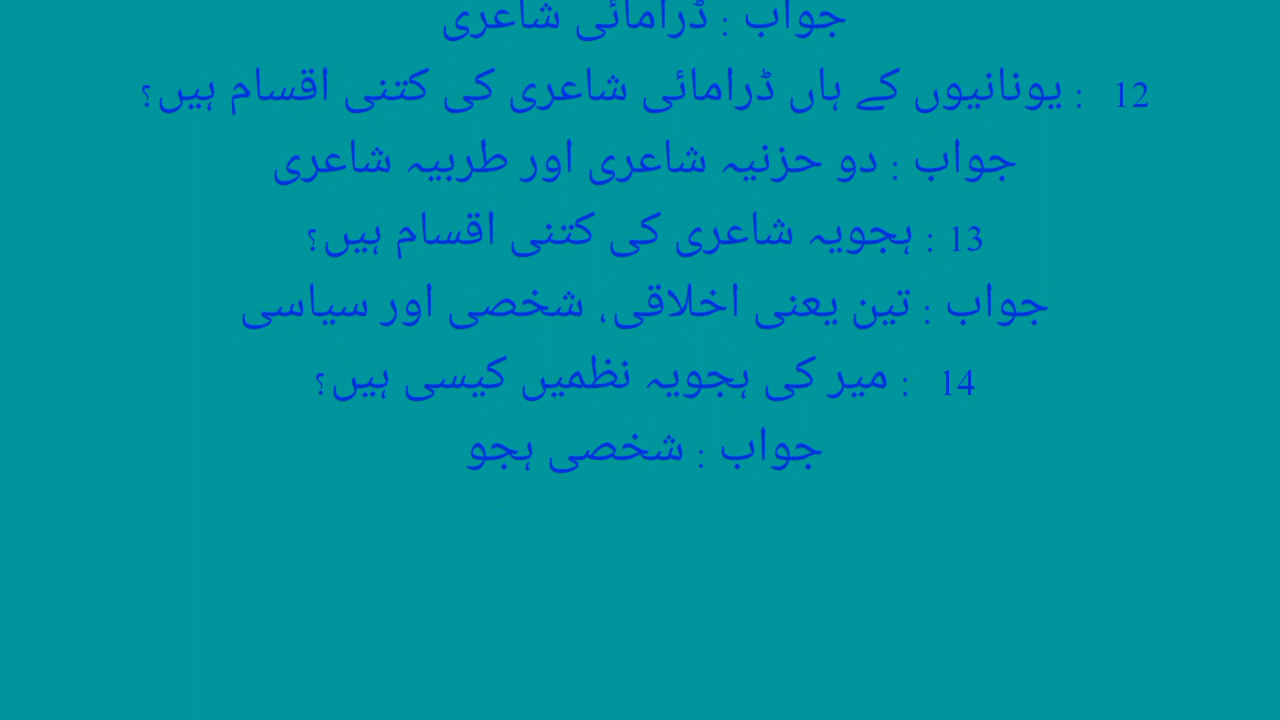 جواب : ڈرامائی شاعری
12 : یونانیوں کے ہاں ڈرامائی شاعری کی کتنی اقسام ہیں؟
جواب : دو حزنیہ شاعری اور طربیہ شاعری
13 : ہجویہ شاعری کی کتنی اقسام ہیں؟
جواب : تین یعنی اخلاقی، شخصی اور سیاسی
14 : میر کی ہجویہ نظمیں کیسی ہیں؟
جواب : شخصی ہجو